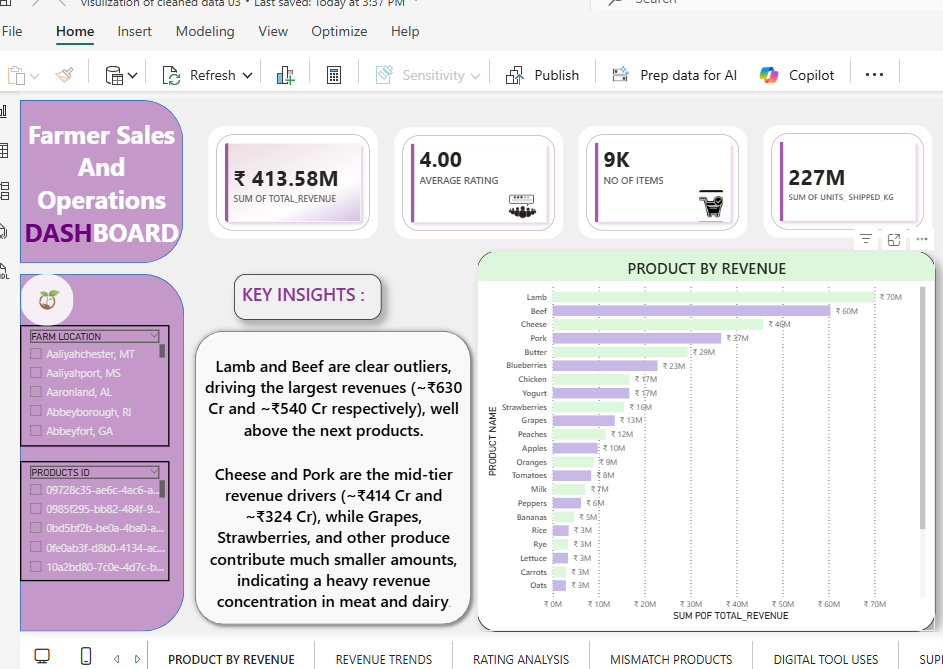 Visulization of cleaned data 03 • Last saved: Today at 3:37 PM
Search
File Home Insert Modeling View Optimize Help
Refresh Sensitivity Publish Prep data for AI Copilot ...
Farmer Sales
And
Operations
DASHBOARD
₹ 413.58M
SUM OF TOTAL_REVENUE
4.00
AVERAGE RATING
9K
NO OF ITEMS
227M
SUM OF UNITS_SHIPPED_KG
FARM LOCATION
Aaliyahchester, MT
Aaliyahport, MS
Aaronland, AL
Abbeyborough, RI
Abbeyfort, GA
PRODUCTS ID
09728c35-ae6c-4ac6-a...
0985f295-bb82-484f-9...
0bd5bf2b-be0a-4ba0-a...
0fe0ab3f-d8b0-4134-ac...
10a2bd80-7c0e-4d7c-b...
KEY INSIGHTS :
Lamb and Beef are clear outliers,
driving the largest revenues (~₹630
Cr and ~₹540 Cr respectively), well
above the next products.
Cheese and Pork are the mid-tier
revenue drivers (~₹414 Cr and
~₹324 Cr), while Grapes,
Strawberries, and other produce
contribute much smaller amounts,
indicating a heavy revenue
concentration in meat and dairy.
PRODUCT BY REVENUE
PRODUCT NAME
Lamb ₹ 70M
Beef ₹ 60M
Cheese ₹ 46M
Pork ₹ 37M
Butter ₹ 29M
Blueberries ₹ 23M
Chicken ₹ 17M
Yogurt ₹ 17M
Strawberries ₹ 16M
Grapes ₹ 13M
Peaches ₹ 12M
Apples ₹ 10M
Oranges ₹ 9M
Tomatoes ₹ 8M
Milk ₹ 7M
Peppers ₹ 6M
Bananas ₹ 5M
Rice ₹ 3M
Rye ₹ 3M
Lettuce ₹ 3M
Carrots ₹ 3M
Oats ₹ 3M
₹ 0M ₹ 10M ₹ 20M ₹ 30M ₹ 40M ₹ 50M ₹ 60M ₹ 70M
SUM POF TOTAL_REVENUE
PRODUCT BY REVENUE REVENUE TRENDS RATING ANALYSIS MISMATCH PRODUCTS DIGITAL TOOL USES SUP